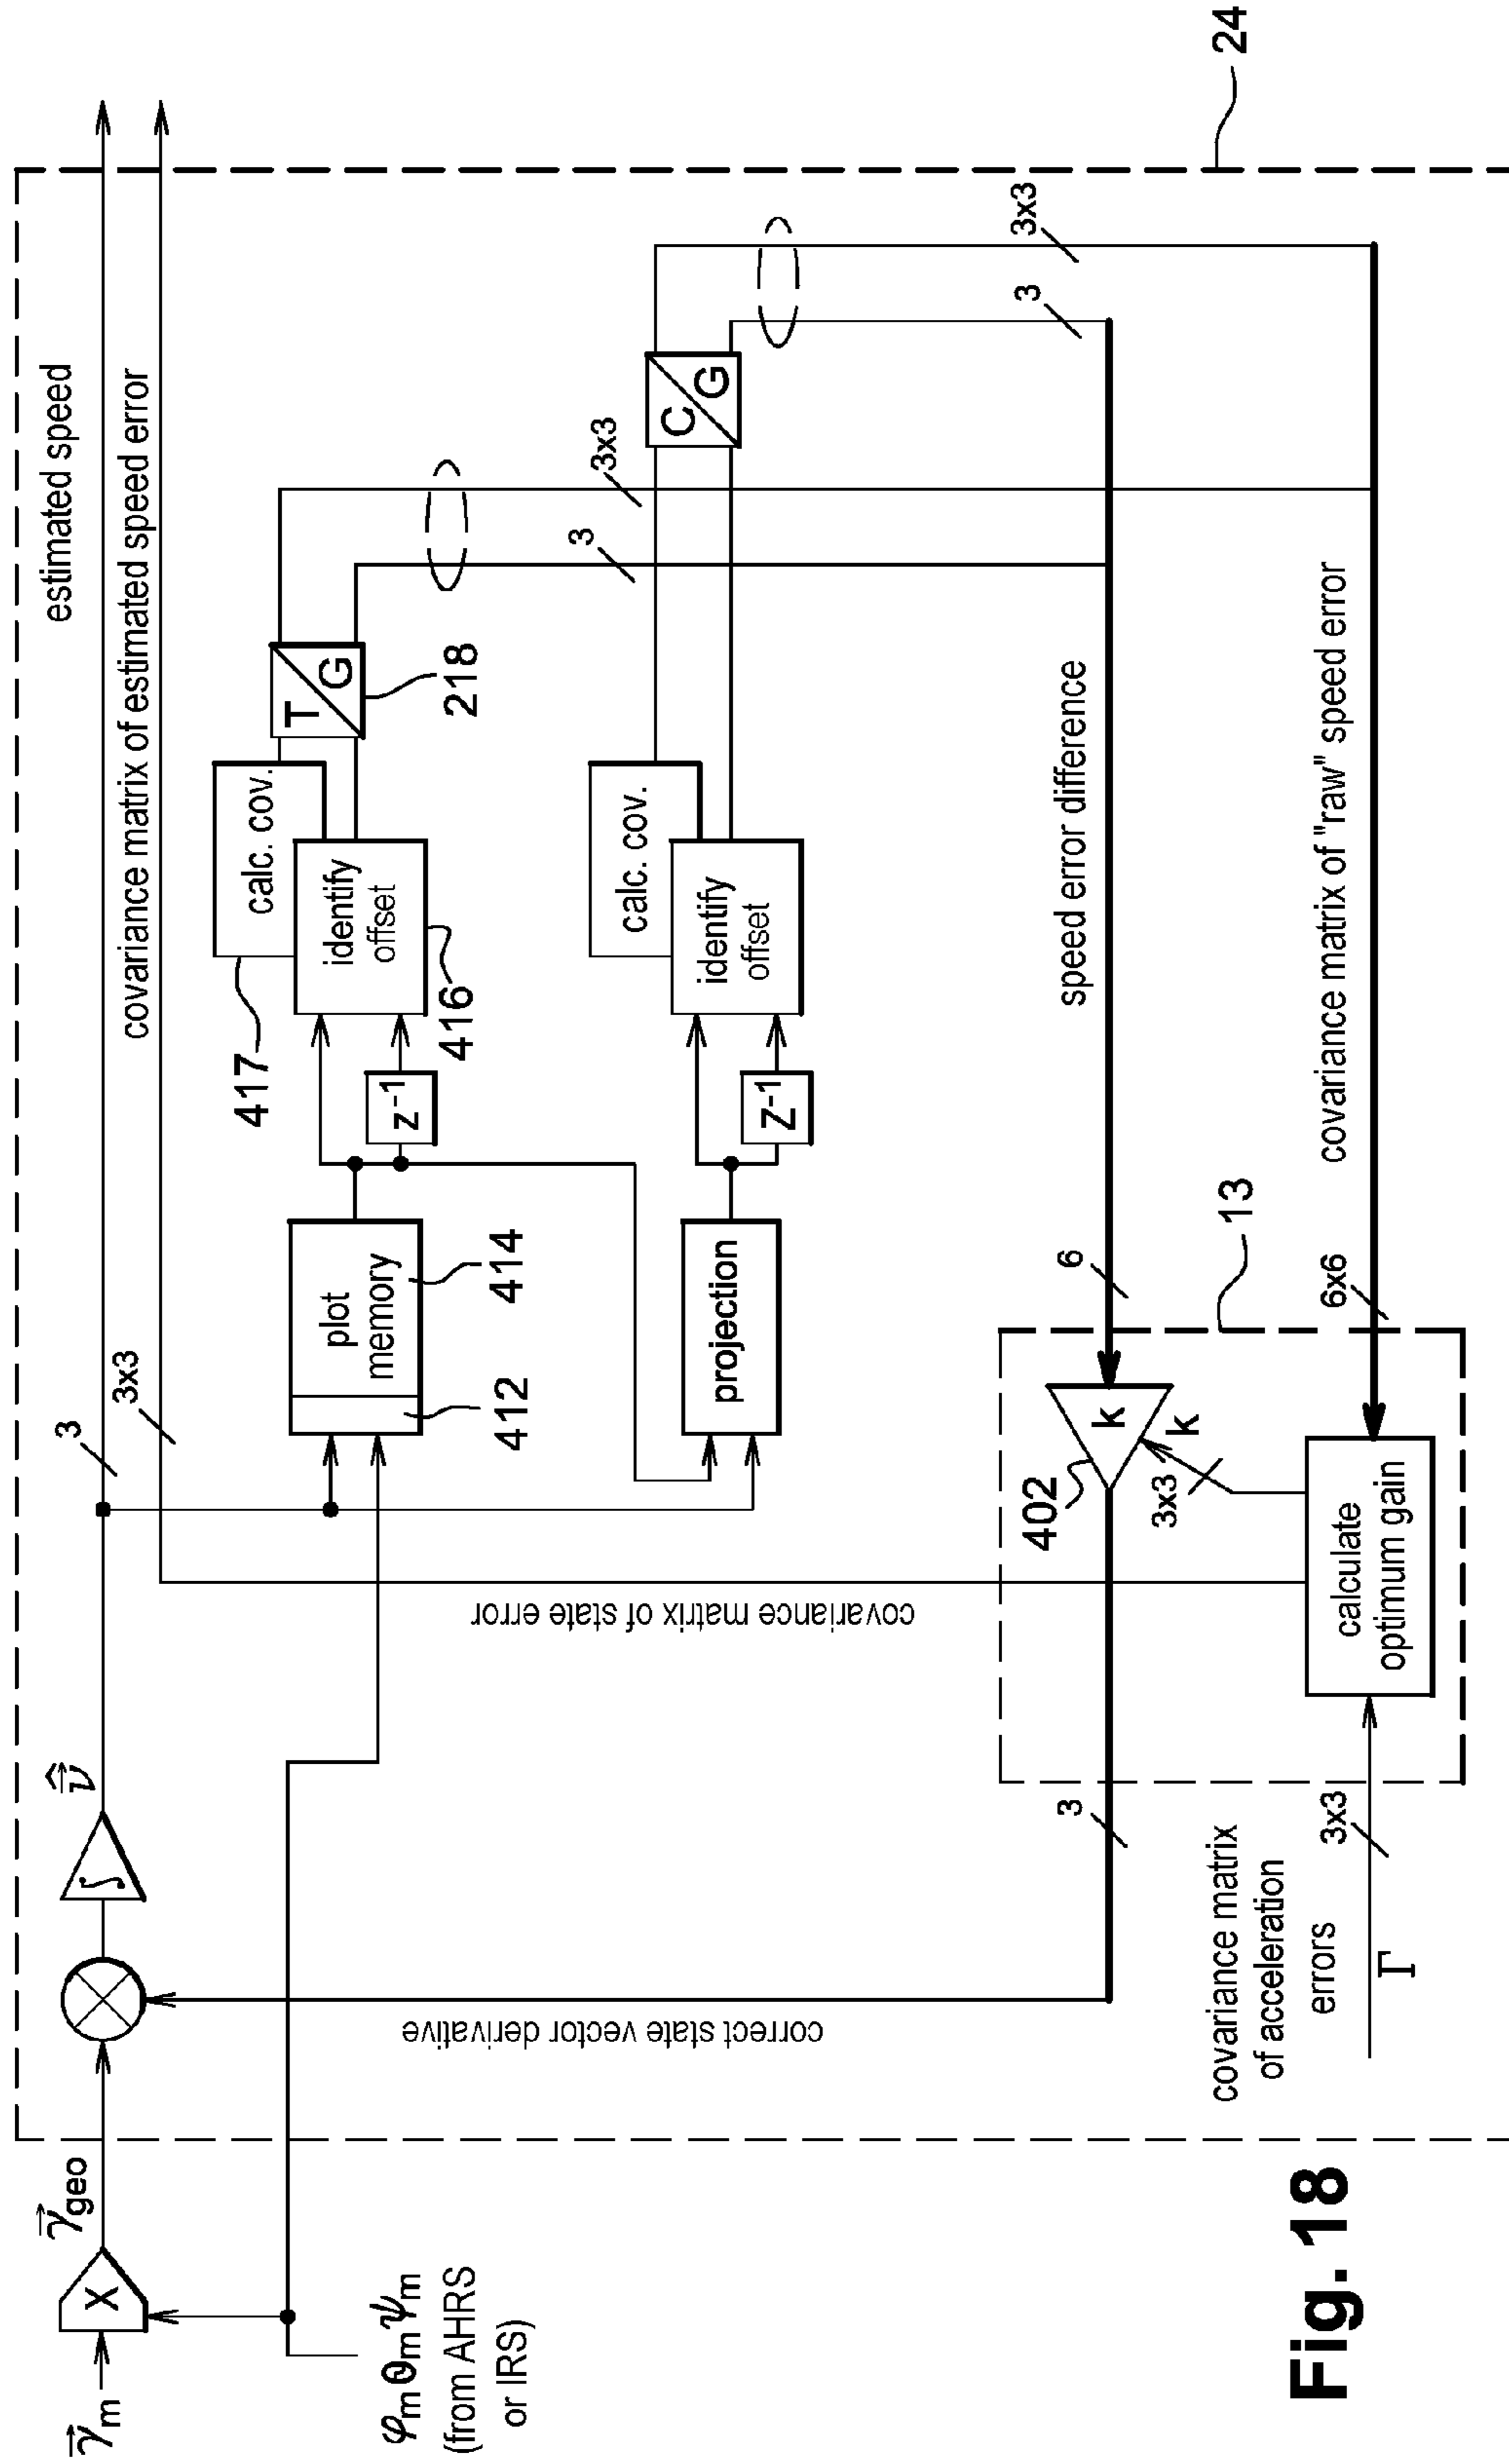 24
estimated speed
covariance matrix of estimated speed error
3
3x3
γm
X
γgeo
∫
ν̂
φm θm ψm
(from AHRS
or IRS)
plot
memory
412
414
z-1
417
calc. cov.
identify
offset
416
T
G
218
3x3
3
projection
Z-1
calc. cov.
identify
offset
C
G
3x3
3
covariance matrix of state error
correct state vector derivative
speed error difference
6
covariance matrix of "raw" speed error
6x6
13
k
k
402
3x3
3
calculate
optimum gain
covariance matrix
of acceleration
errors
3x3
Γ
Fig. 18